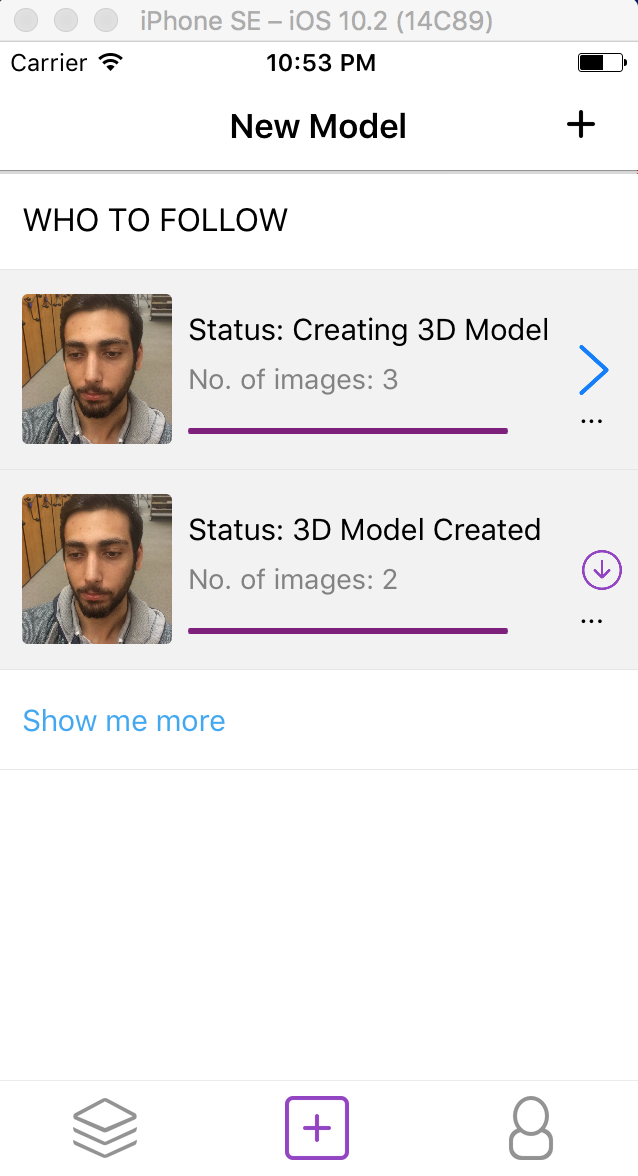 iPhone SE – iOS 10.2 (14C89)
Carrier 10:53 PM
New Model +
WHO TO FOLLOW
Status: Creating 3D Model
No. of images: 3
...
Status: 3D Model Created
No. of images: 2
...
Show me more